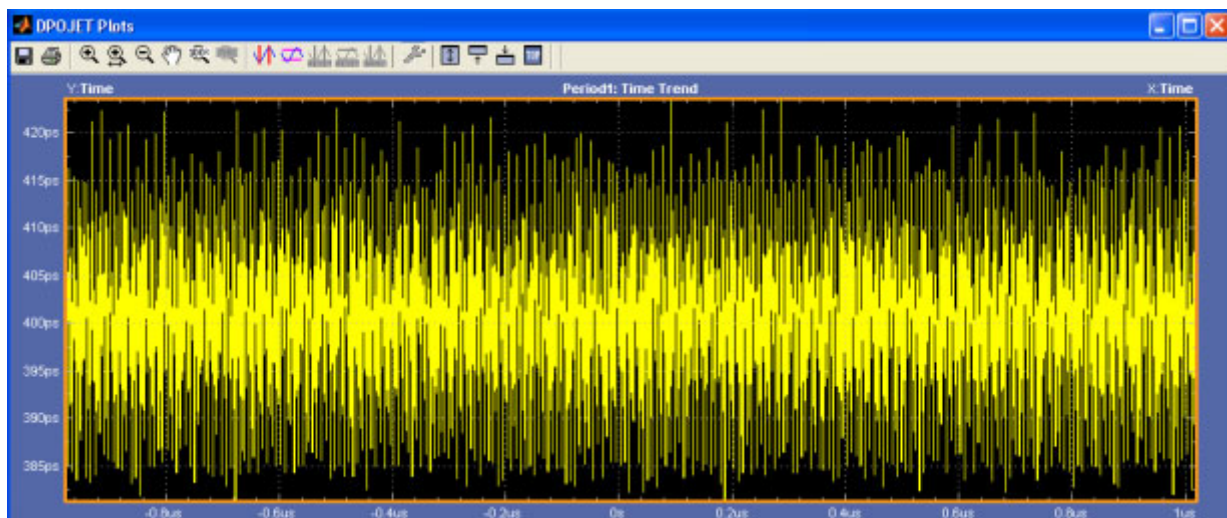 DPOJET Plots
Y:Time Period1: Time Trend X:Time
420ps
415ps
410ps
405ps
400ps
395ps
390ps
385ps
-0.8us -0.6us -0.4us -0.2us 0s 0.2us 0.4us 0.6us 0.8us 1us